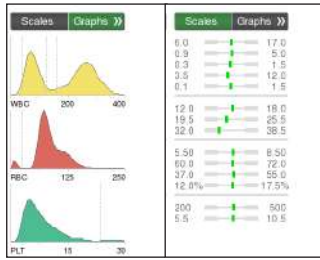 Scales Graphs »
WBC 200 400
RBC 125 250
PLT 15 30
Scales Graphs »
6.0 17.0
0.9 5.0
0.3 1.5
3.5 12.0
0.1 1.5
12.0 18.0
19.5 25.5
32.0 38.5
5.50 8.50
60.0 72.0
37.0 55.0
12.0% 17.5%
200 500
5.5 10.5